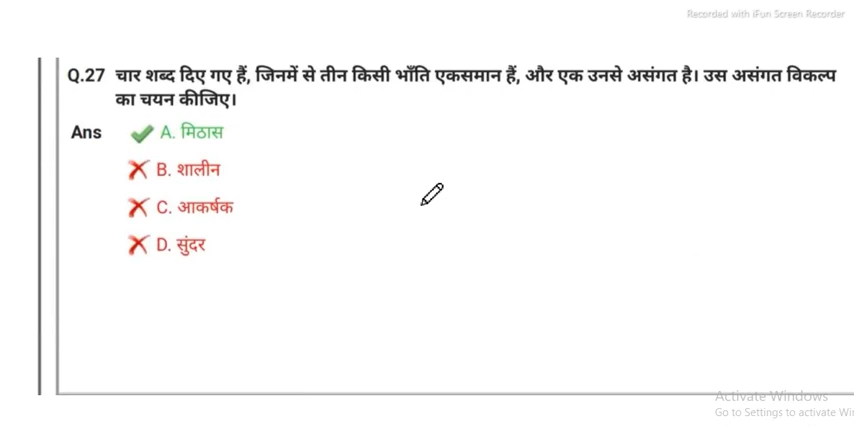 Recorded with iFun Screen Recorder
Q.27 चार शब्द दिए गए हैं, जिनमें से तीन किसी भाँति एकसमान हैं, और एक उनसे असंगत है। उस असंगत विकल्प
का चयन कीजिए।
Ans A. मिठास
B. शालीन
C. आकर्षक
D. सुंदर
Activate Windows
Go to Settings to activate Wi